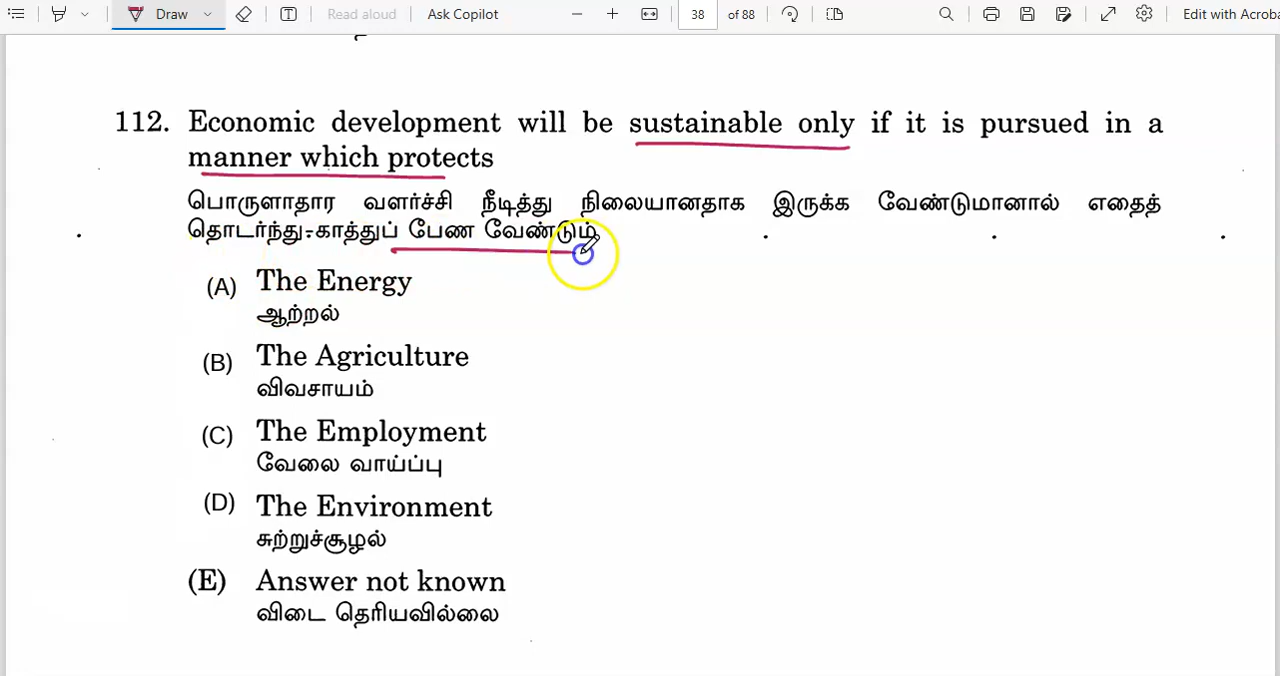 Draw Read aloud Ask Copilot 38 of 88 Edit with Acroba
112. Economic development will be sustainable only if it is pursued in a
manner which protects
பொருளாதார வளர்ச்சி நீடித்து நிலையானதாக இருக்க வேண்டுமானால் எதைத்
தொடர்ந்து காத்துப் பேண வேண்டும்
(A) The Energy
ஆற்றல்
(B) The Agriculture
விவசாயம்
(C) The Employment
வேலை வாய்ப்பு
(D) The Environment
சுற்றுச்சூழல்
(E) Answer not known
விடை தெரியவில்லை